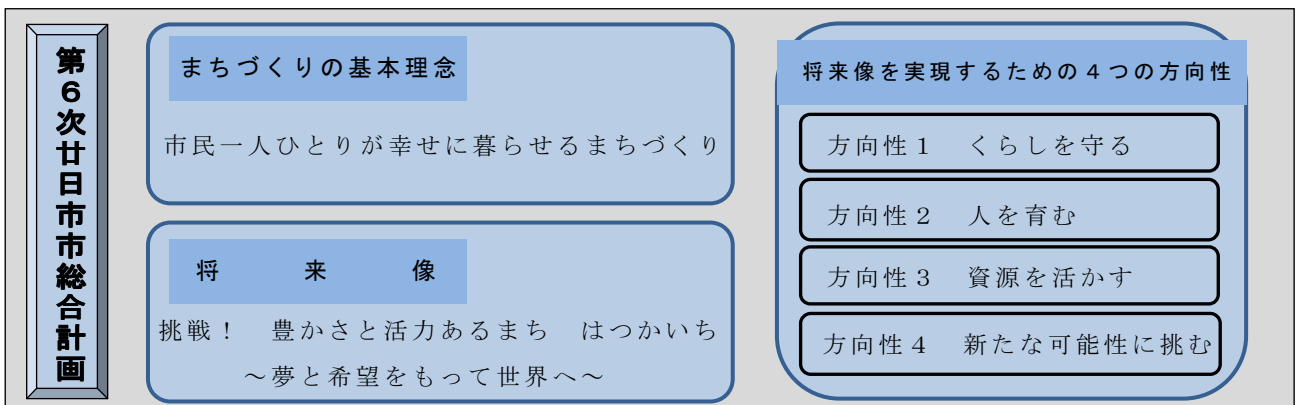 第６次廿日市市総合計画
まちづくりの基本理念
市民一人ひとりが幸せに暮らせるまちづくり
将　来　像
挑戦！　豊かさと活力あるまち　はつかいち
～夢と希望をもって世界へ～
将来像を実現するための４つの方向性
方向性１　くらしを守る
方向性２　人を育む
方向性３　資源を活かす
方向性４　新たな可能性に挑む